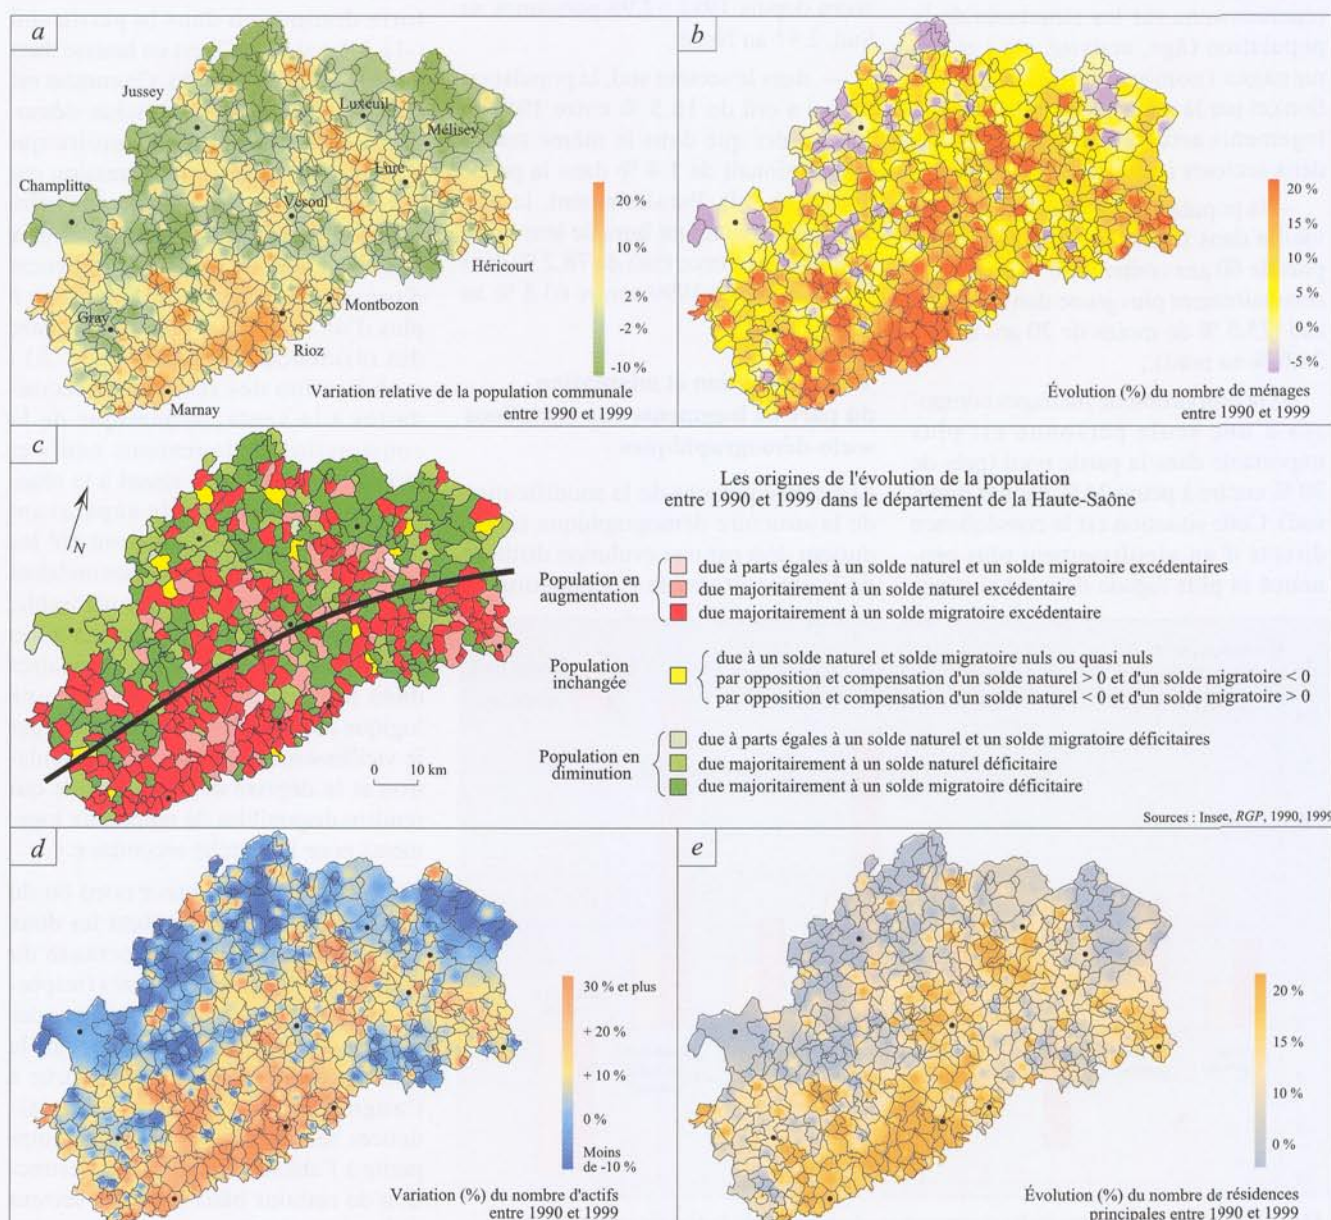 a
Jussey
Luxeuil
Mélisey
Lure
Champlitte
Vesoul
Héricourt
Montbozon
Gray
Rioz
Marnay
20 %
10 %
2 %
-2 %
-10 %
Variation relative de la population communale
entre 1990 et 1999
b
20 %
15 %
10 %
5 %
0 %
-5 %
Évolution (%) du nombre de ménages
entre 1990 et 1999
c
N
0 10 km
Les origines de l'évolution de la population
entre 1990 et 1999 dans le département de la Haute-Saône
Population en
augmentation
due à parts égales à un solde naturel et un solde migratoire excédentaires
due majoritairement à un solde naturel excédentaire
due majoritairement à un solde migratoire excédentaire
Population
inchangée
due à un solde naturel et solde migratoire nuls ou quasi nuls
par opposition et compensation d'un solde naturel > 0 et d'un solde migratoire < 0
par opposition et compensation d'un solde naturel < 0 et d'un solde migratoire > 0
Population en
diminution
due à parts égales à un solde naturel et un solde migratoire déficitaires
due majoritairement à un solde naturel déficitaire
due majoritairement à un solde migratoire déficitaire
Sources : Insee, RGP, 1990, 1999
d
30 % et plus
+ 20 %
+ 10 %
0 %
Moins
de -10 %
Variation (%) du nombre d'actifs
entre 1990 et 1999
e
20 %
15 %
10 %
0 %
Évolution (%) du nombre de résidences
principales entre 1990 et 1999